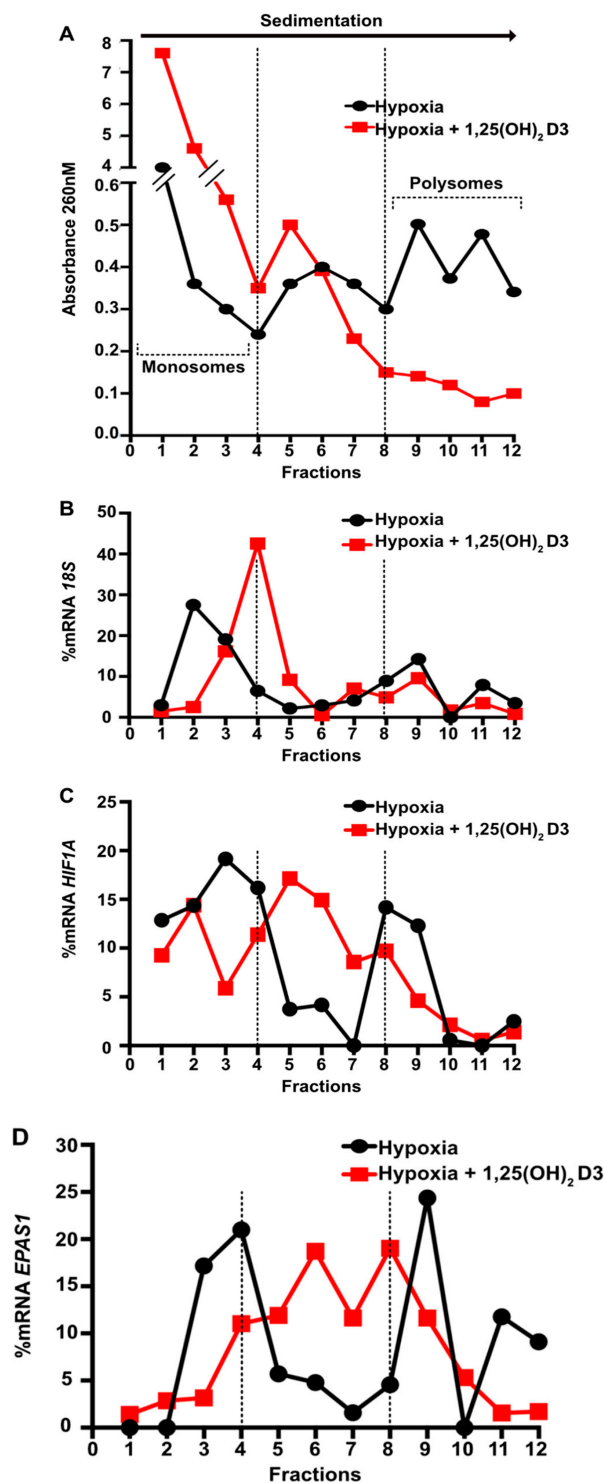 Sedimentation
A
8
7
6
5
4
0.6
0.5
0.4
0.3
0.2
0.1
0.0
Absorbance 260nM
Hypoxia
Hypoxia + 1,25(OH)₂ D3
Polysomes
Monosomes
0 1 2 3 4 5 6 7 8 9 10 11 12
Fractions
B
50
40
30
20
10
0
%mRNA 18S
Hypoxia
Hypoxia + 1,25(OH)₂ D3
0 1 2 3 4 5 6 7 8 9 10 11 12
Fractions
C
25
20
15
10
5
0
%mRNA HIF1A
Hypoxia
Hypoxia + 1,25(OH)₂ D3
0 1 2 3 4 5 6 7 8 9 10 11 12
Fractions
D
30
25
20
15
10
5
0
%mRNA EPAS1
Hypoxia
Hypoxia + 1,25(OH)₂ D3
0 1 2 3 4 5 6 7 8 9 10 11 12
Fractions